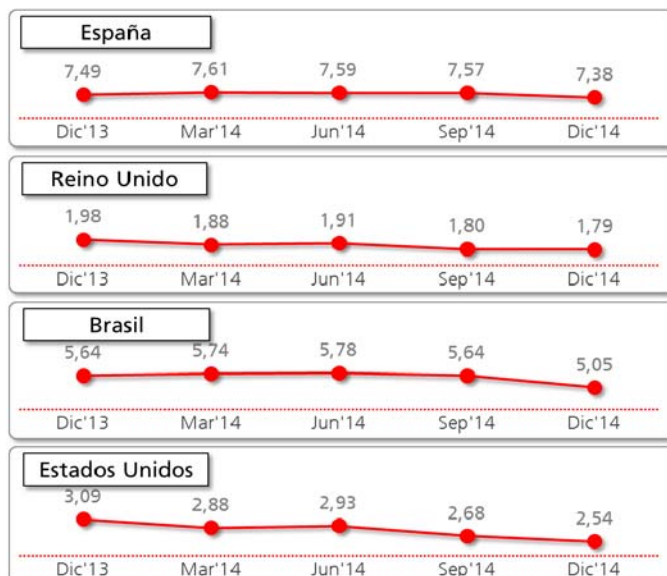 España
7,49 7,61 7,59 7,57 7,38
Dic'13 Mar'14 Jun'14 Sep'14 Dic'14
Reino Unido
1,98 1,88 1,91 1,80 1,79
Dic'13 Mar'14 Jun'14 Sep'14 Dic'14
Brasil
5,64 5,74 5,78 5,64 5,05
Dic'13 Mar'14 Jun'14 Sep'14 Dic'14
Estados Unidos
3,09 2,88 2,93 2,68 2,54
Dic'13 Mar'14 Jun'14 Sep'14 Dic'14